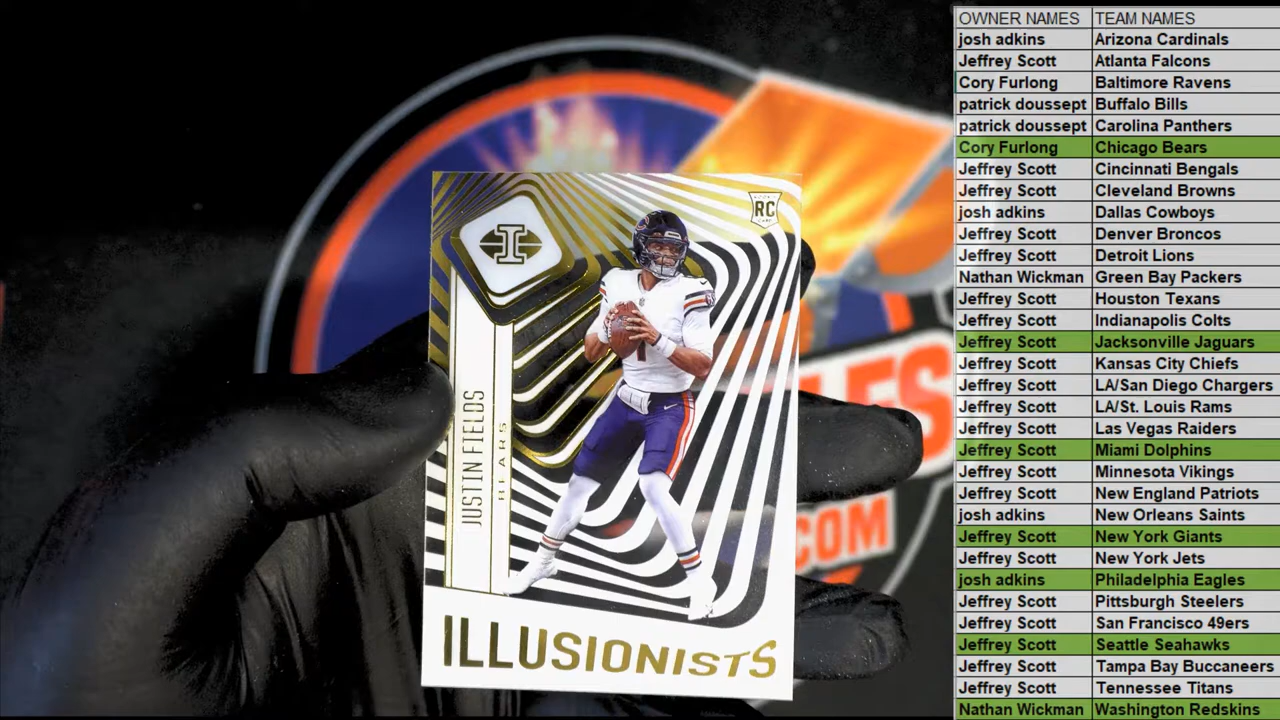 OWNER NAMES TEAM NAMES
josh adkins Arizona Cardinals
Jeffrey Scott Atlanta Falcons
Cory Furlong Baltimore Ravens
patrick doussept Buffalo Bills
patrick doussept Carolina Panthers
Cory Furlong Chicago Bears
Jeffrey Scott Cincinnati Bengals
Jeffrey Scott Cleveland Browns
josh adkins Dallas Cowboys
Jeffrey Scott Denver Broncos
Jeffrey Scott Detroit Lions
Nathan Wickman Green Bay Packers
Jeffrey Scott Houston Texans
Jeffrey Scott Indianapolis Colts
Jeffrey Scott Jacksonville Jaguars
Jeffrey Scott Kansas City Chiefs
Jeffrey Scott LA/San Diego Chargers
Jeffrey Scott LA/St. Louis Rams
Jeffrey Scott Las Vegas Raiders
Jeffrey Scott Miami Dolphins
Jeffrey Scott Minnesota Vikings
Jeffrey Scott New England Patriots
josh adkins New Orleans Saints
Jeffrey Scott New York Giants
Jeffrey Scott New York Jets
josh adkins Philadelphia Eagles
Jeffrey Scott Pittsburgh Steelers
Jeffrey Scott San Francisco 49ers
Jeffrey Scott Seattle Seahawks
Jeffrey Scott Tampa Bay Buccaneers
Jeffrey Scott Tennessee Titans
Nathan Wickman Washington Redskins
I
RC
JUSTIN FIELDS
BEARS
1
ILLUSIONISTS
.COM